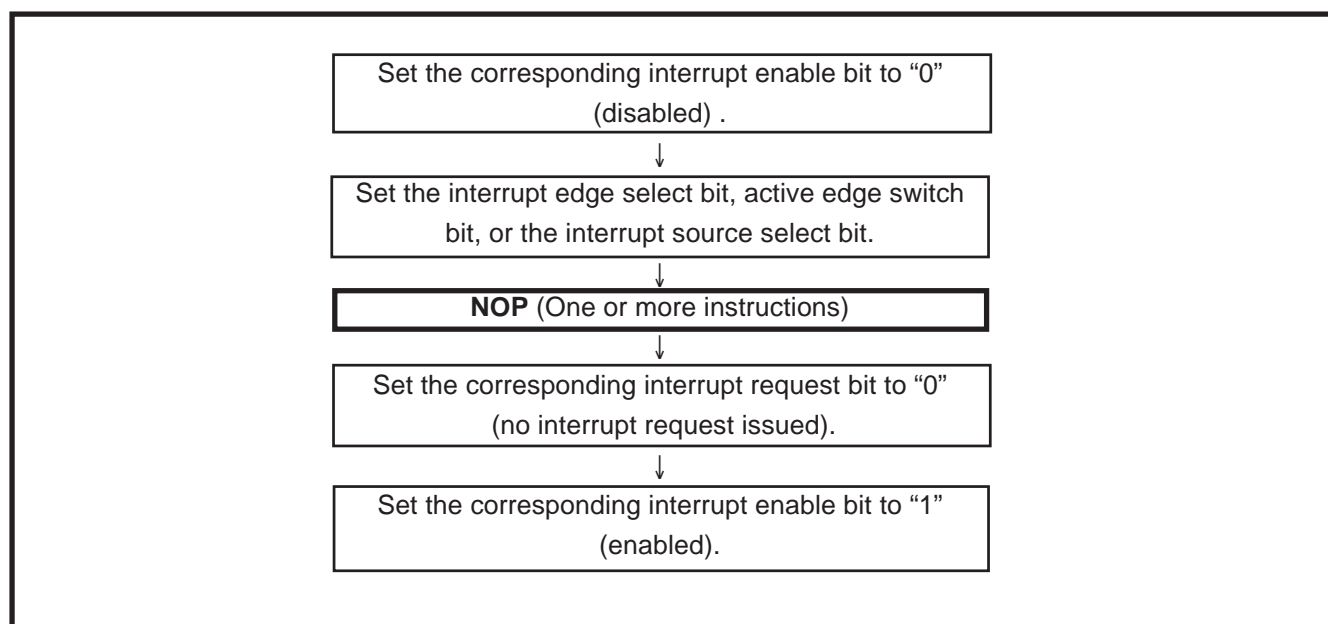 Set the corresponding interrupt enable bit to “0”
(disabled) .
↓
Set the interrupt edge select bit, active edge switch
bit, or the interrupt source select bit.
↓
NOP (One or more instructions)
↓
Set the corresponding interrupt request bit to “0”
(no interrupt request issued).
↓
Set the corresponding interrupt enable bit to “1”
(enabled).